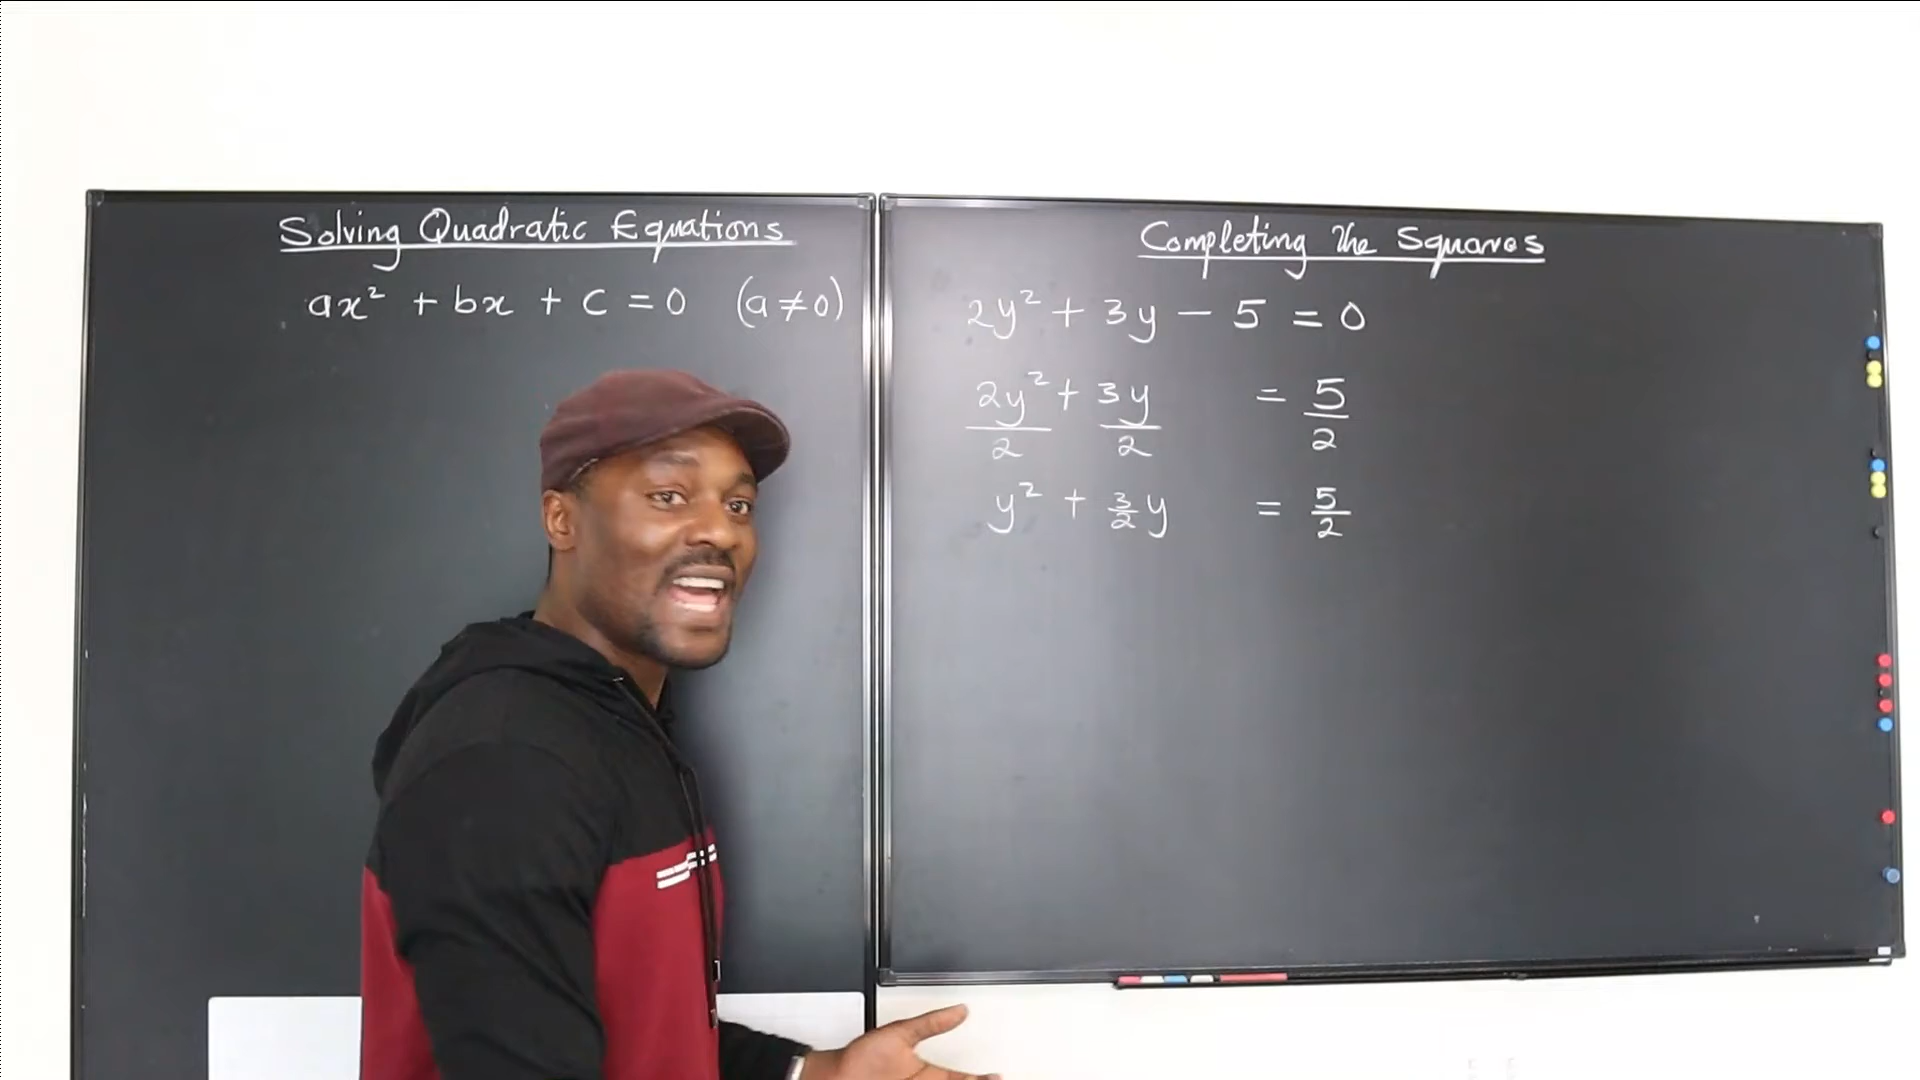 Solving Quadratic Equations
ax² + bx + c = 0 (a ≠ 0)
Completing the Squares
2y² + 3y − 5 = 0
2y²/2 + 3y/2 = 5/2
y² + 3/2 y = 5/2